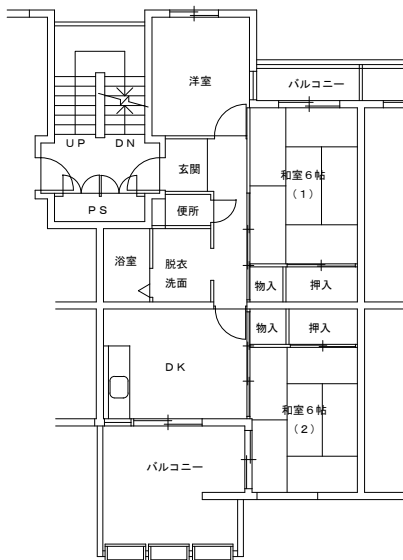 洋室
バルコニー
UP DN
玄関
和室6帖
（1）
PS
便所
浴室
脱衣
洗面
物入 押入
物入 押入
DK
和室6帖
（2）
バルコニー